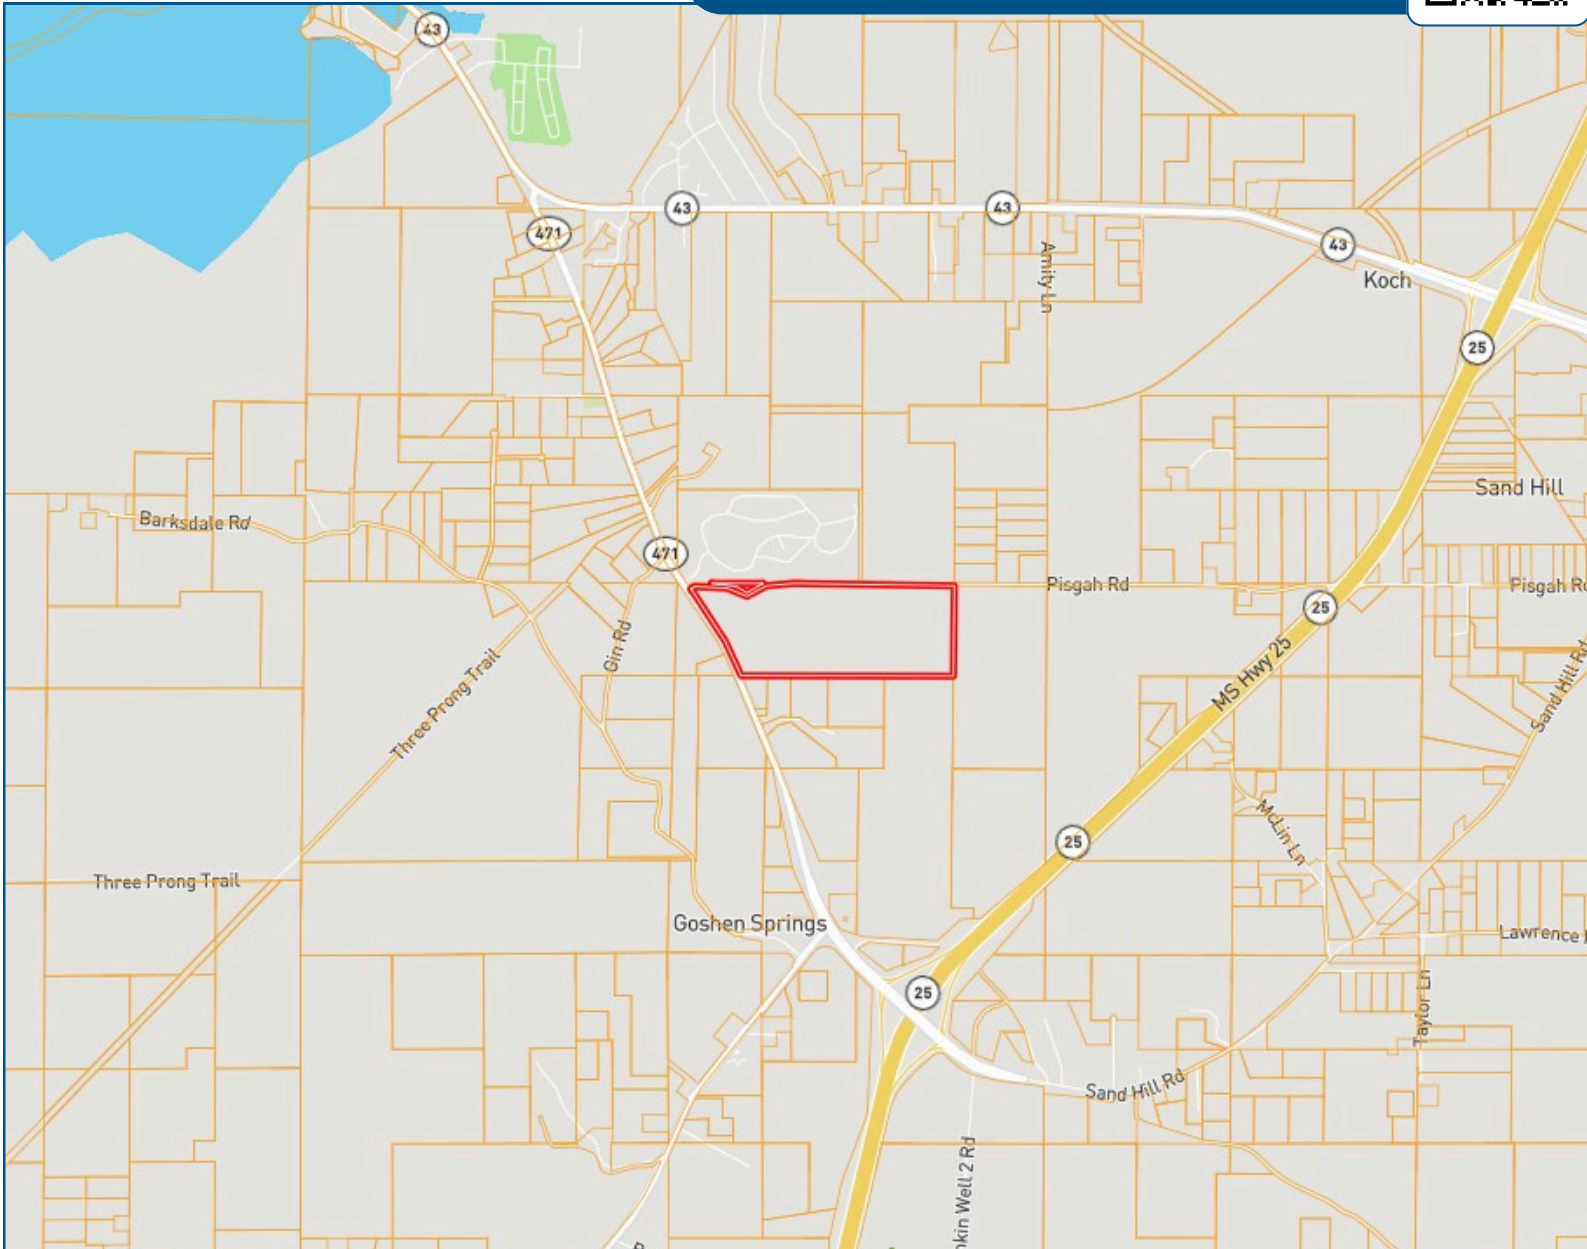 43
43
43
471
Amity Ln
43
Koch
25
Sand Hill
Barksdale Rd
471
Pisgah Rd
Pisgah
25
Gin Rd
MS Hwy 25
Sand Hill Rd
Three Prong Trail
McLin Ln
25
Three Prong Trail
Goshen Springs
Lawrence
25
Taylor Ln
Sand Hill Rd
Well 2 Rd